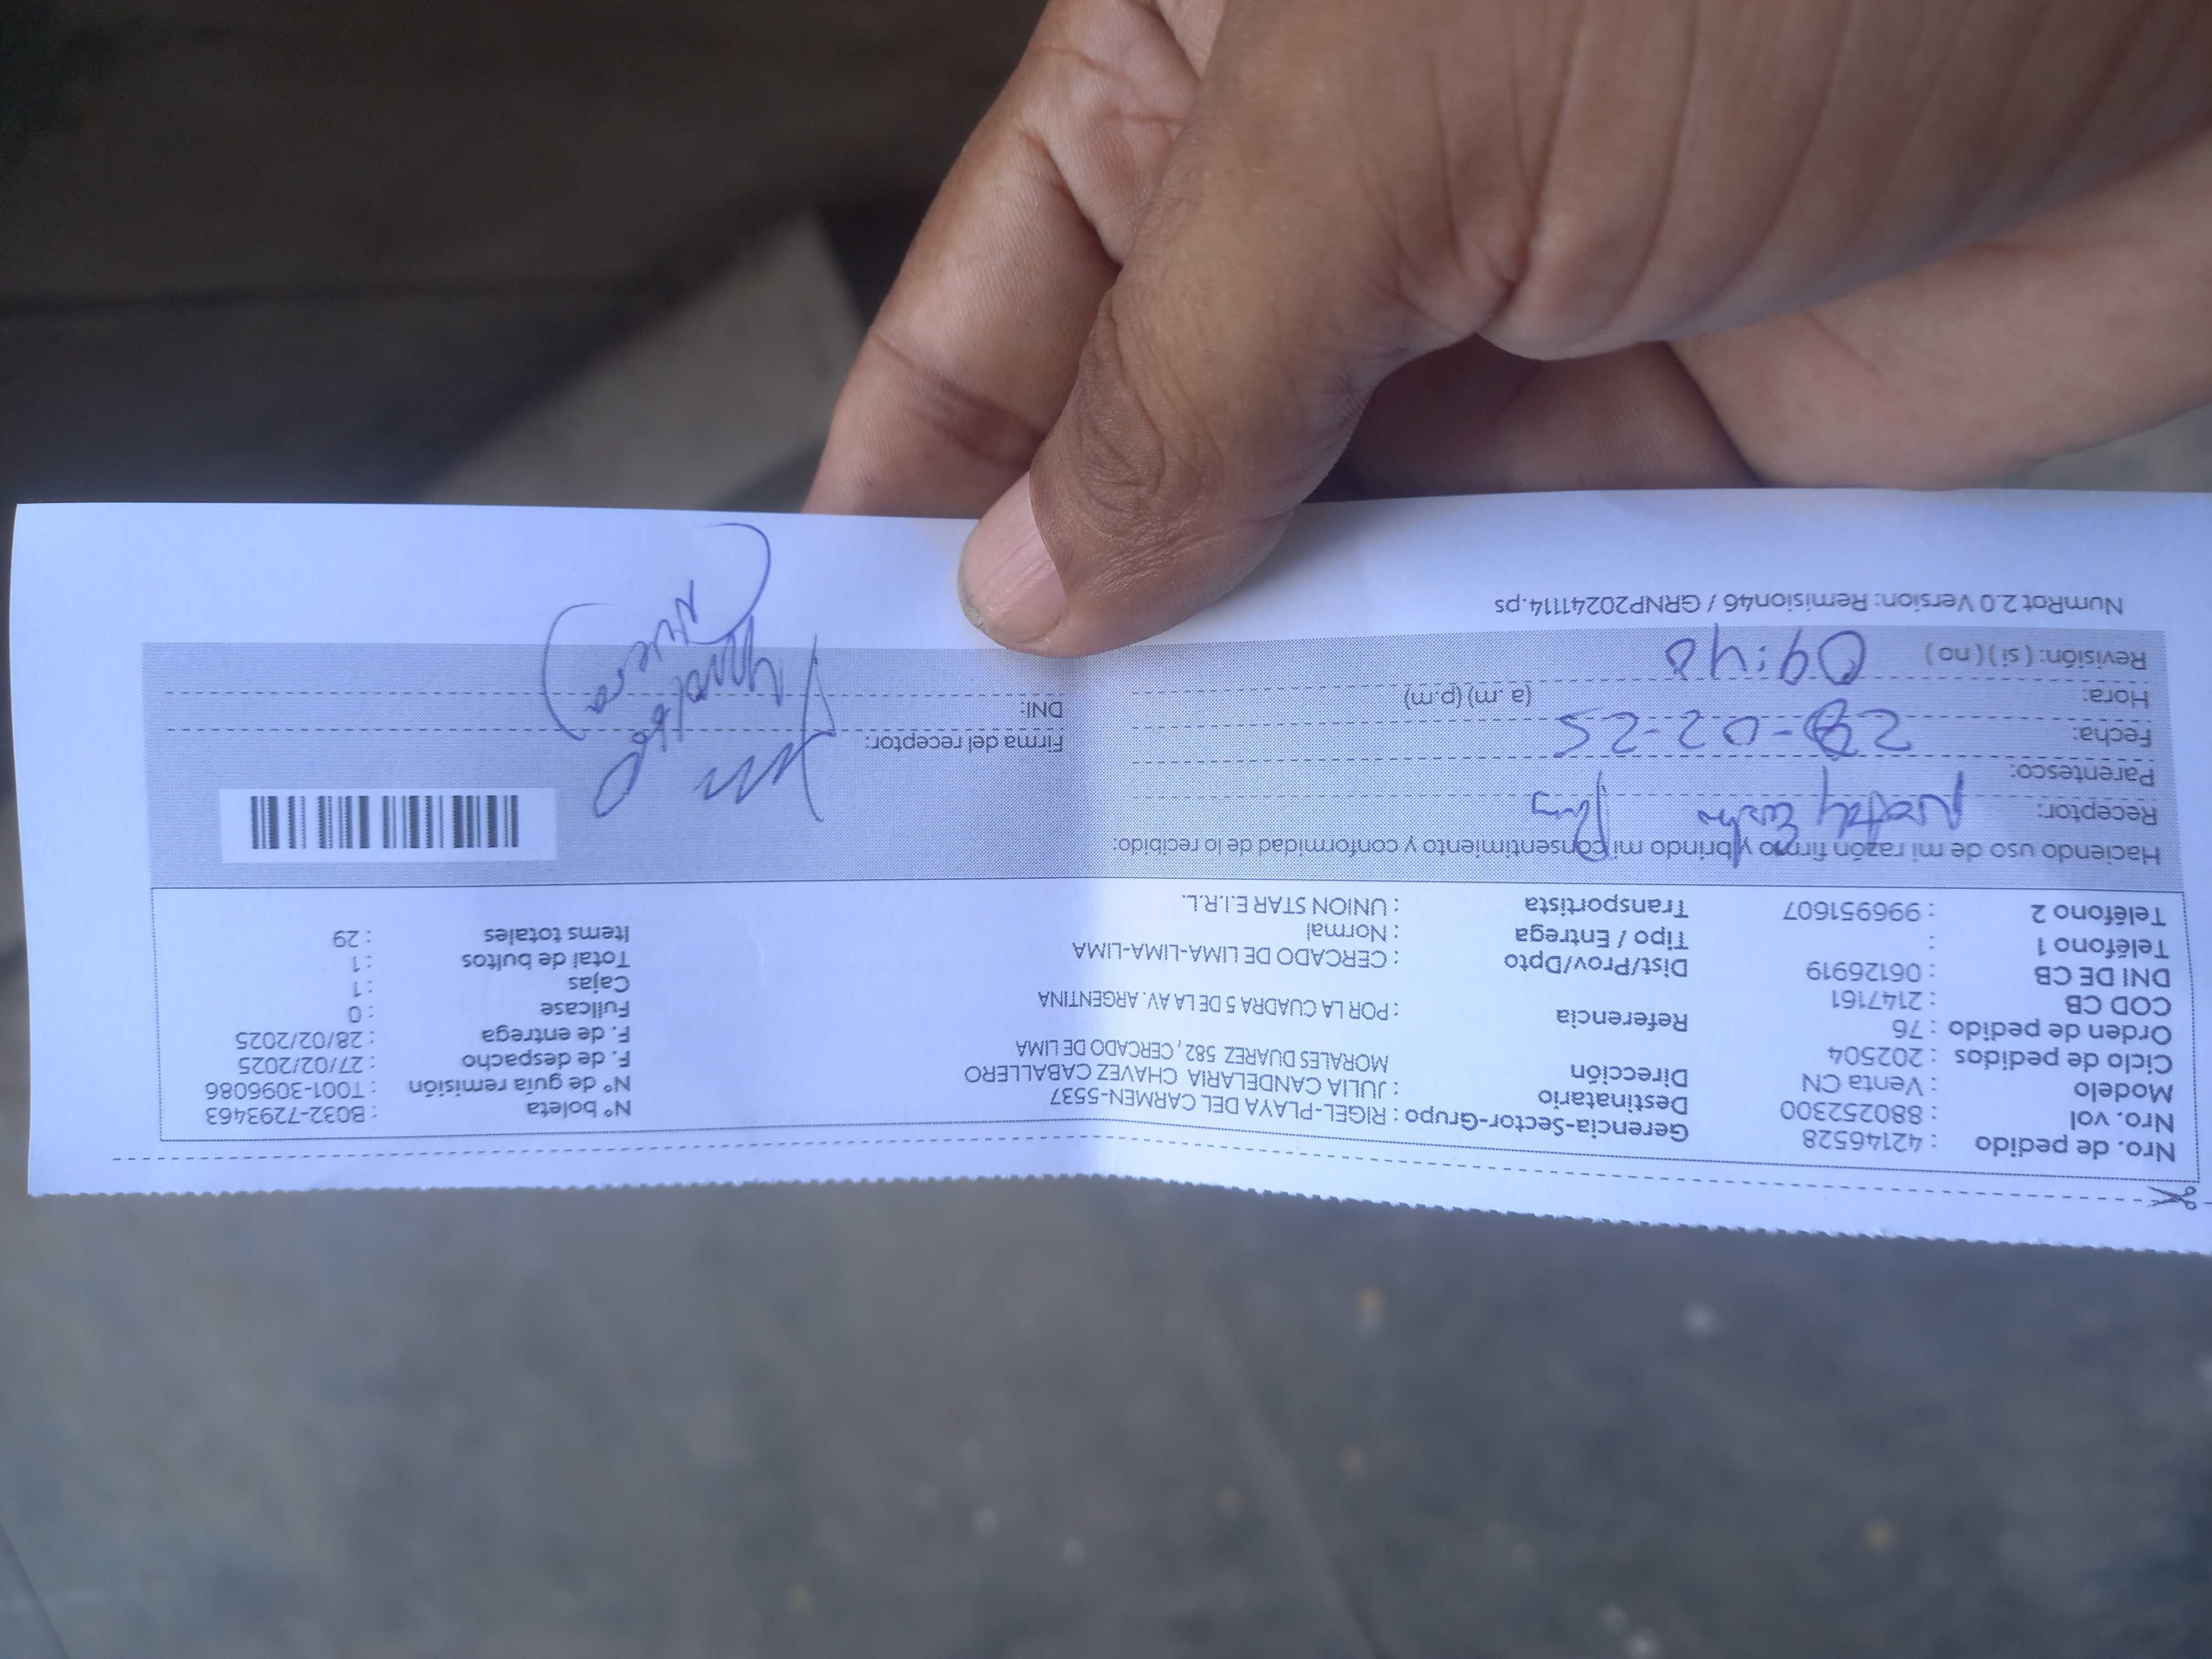 Nro. de pedido : 42146528
Nro. vol : 880252300
Modelo : Venta CN
Ciclo de pedidos : 202504
Orden de pedido : 76
COD CB : 2147161
DNI DE CB : 06126919
Teléfono 1 :
Teléfono 2 : 996951607
Gerencia-Sector-Grupo : RIGEL-PLAYA DEL CARMEN-5537
Destinatario : JULIA CANDELARIA CHAVEZ CABALLERO
Dirección MORALES DUAREZ 582 , CERCADO DE LIMA
Referencia : POR LA CUADRA 5 DE LA AV. ARGENTINA
Dist/Prov/Dpto : CERCADO DE LIMA-LIMA-LIMA
Tipo / Entrega : Normal
Transportista : UNION STAR E.I.R.L.
N° boleta : B032-7293463
N° de guía remisión : T001-3096086
F. de despacho : 27/02/2025
F. de entrega : 28/02/2025
Fullcase : 0
Cajas : 1
Total de bultos : 1
Items totales : 29
Haciendo uso de mi razón firmo y brindo mi consentimiento y conformidad de lo recibido:
Receptor:
Parentesco:
Fecha: 28-02-25
Hora: (a .m) (p.m)
Revisión: ( si ) ( no ) 09:40
Firma del receptor:
DNI:
NumRot 2.0 Version: Remision46 / GRNP20241114.ps